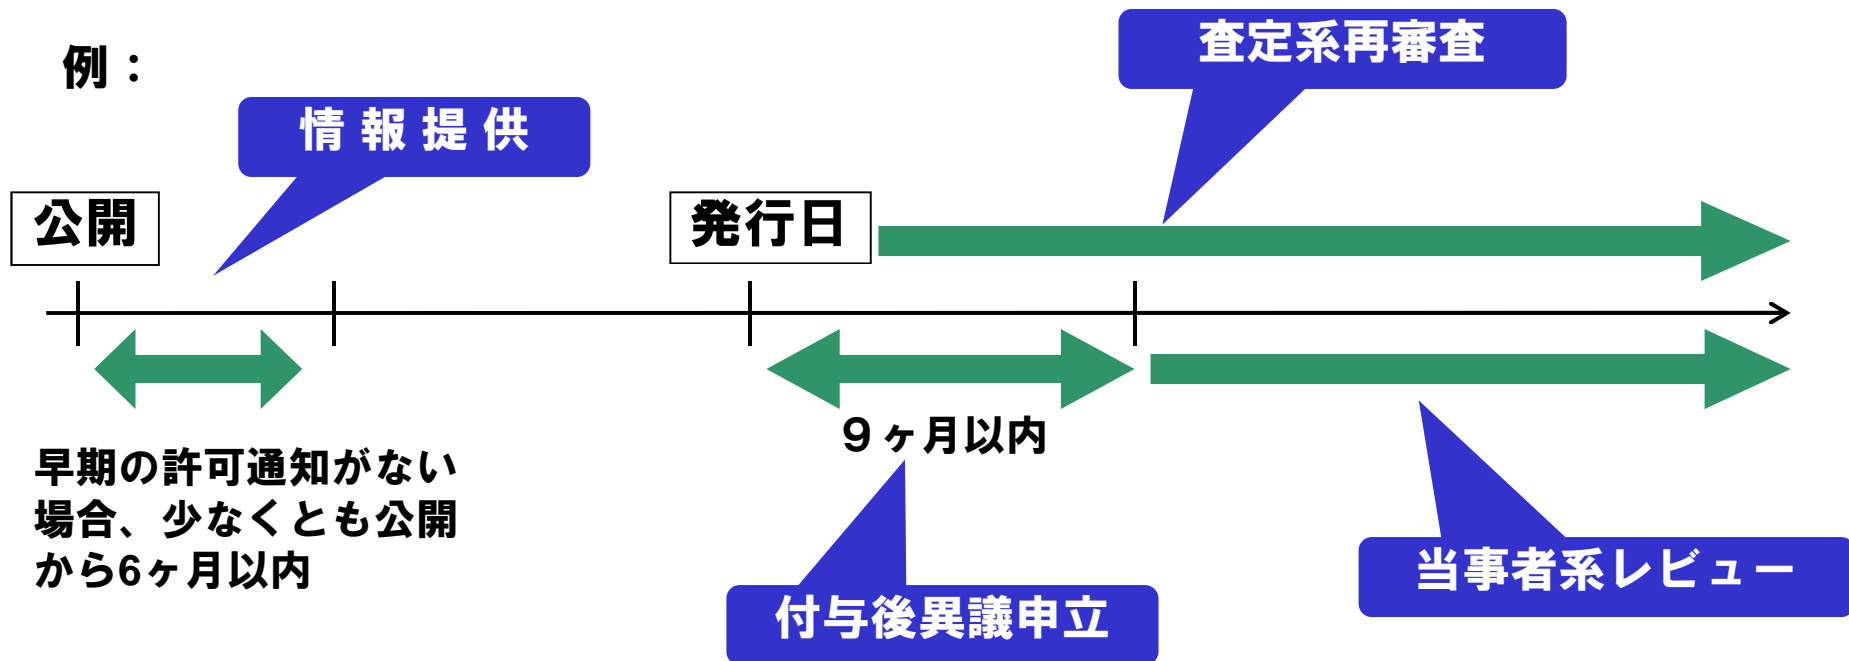 例：
査定系再審査
情報提供
公開
発行日
９ヶ月以内
早期の許可通知がない
場合、少なくとも公開
から6ヶ月以内
当事者系レビュー
付与後異議申立